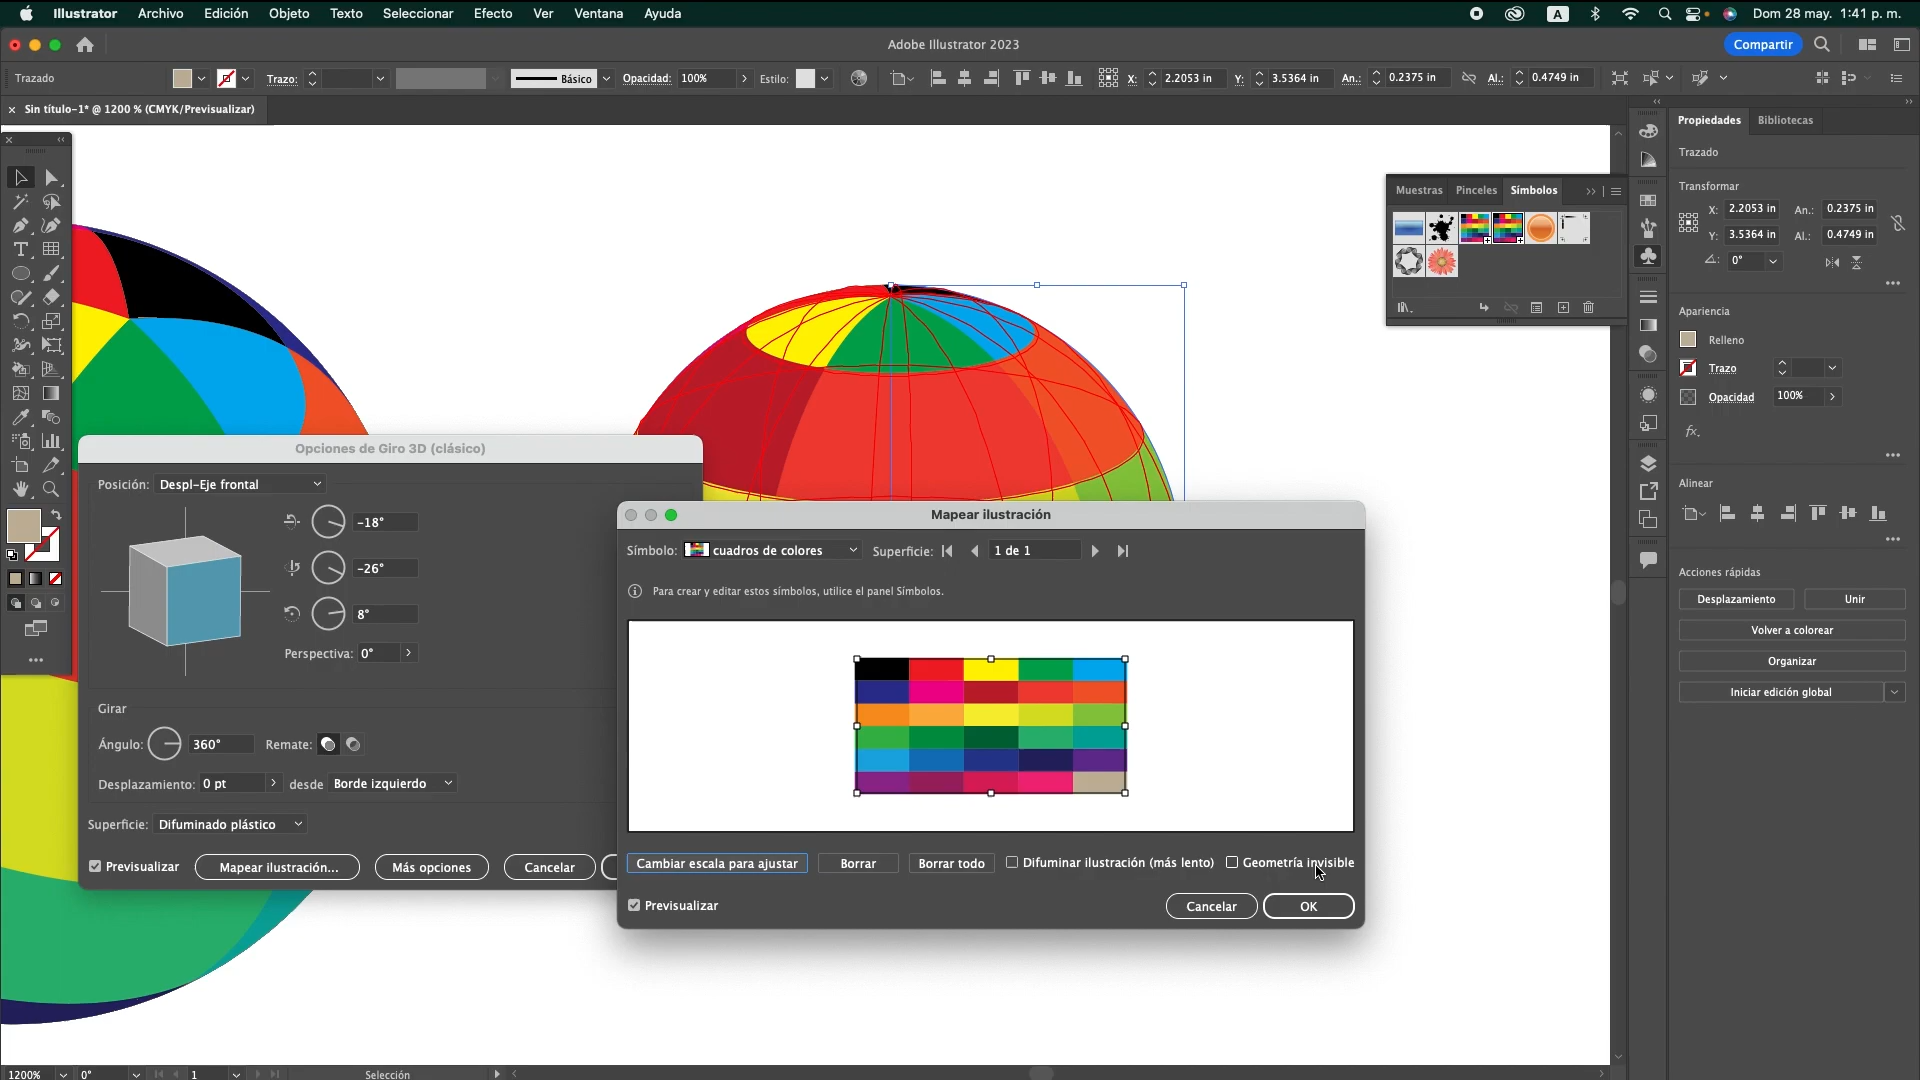 Illustrator Archivo Edición Objeto Texto Seleccionar Efecto Ver Ventana Ayuda A Dom 28 may. 1:41 p. m.
Adobe Illustrator 2023 Compartir
Trazado Trazo: Básico Opacidad: 100% Estilo: X: 2.2053 in Y: 3.5364 in An.: 0.2375 in Al.: 0.4749 in
× Sin título-1* @ 1200 % (CMYK/Previsualizar)
Propiedades Bibliotecas
Trazado
Transformar
X: 2.2053 in An.: 0.2375 in
Y: 3.5364 in Al.: 0.4749 in
0°
Apariencia
Relleno
Trazo
Opacidad 100%
fx.
Alinear
Acciones rápidas
Desplazamiento Unir
Volver a colorear
Organizar
Iniciar edición global
Muestras Pinceles Símbolos
Opciones de Giro 3D (clásico)
Posición: Despl-Eje frontal
-18°
-26°
8°
Perspectiva: 0°
Girar
Ángulo: 360° Remate:
Desplazamiento: 0 pt desde Borde izquierdo
Superficie: Difuminado plástico
Previsualizar Mapear ilustración... Más opciones Cancelar
Mapear ilustración
Símbolo: cuadros de colores Superficie: 1 de 1
Para crear y editar estos símbolos, utilice el panel Símbolos.
Cambiar escala para ajustar Borrar Borrar todo Difuminar ilustración (más lento) Geometría invisible
Previsualizar Cancelar OK
1200% 0° 1 Selección